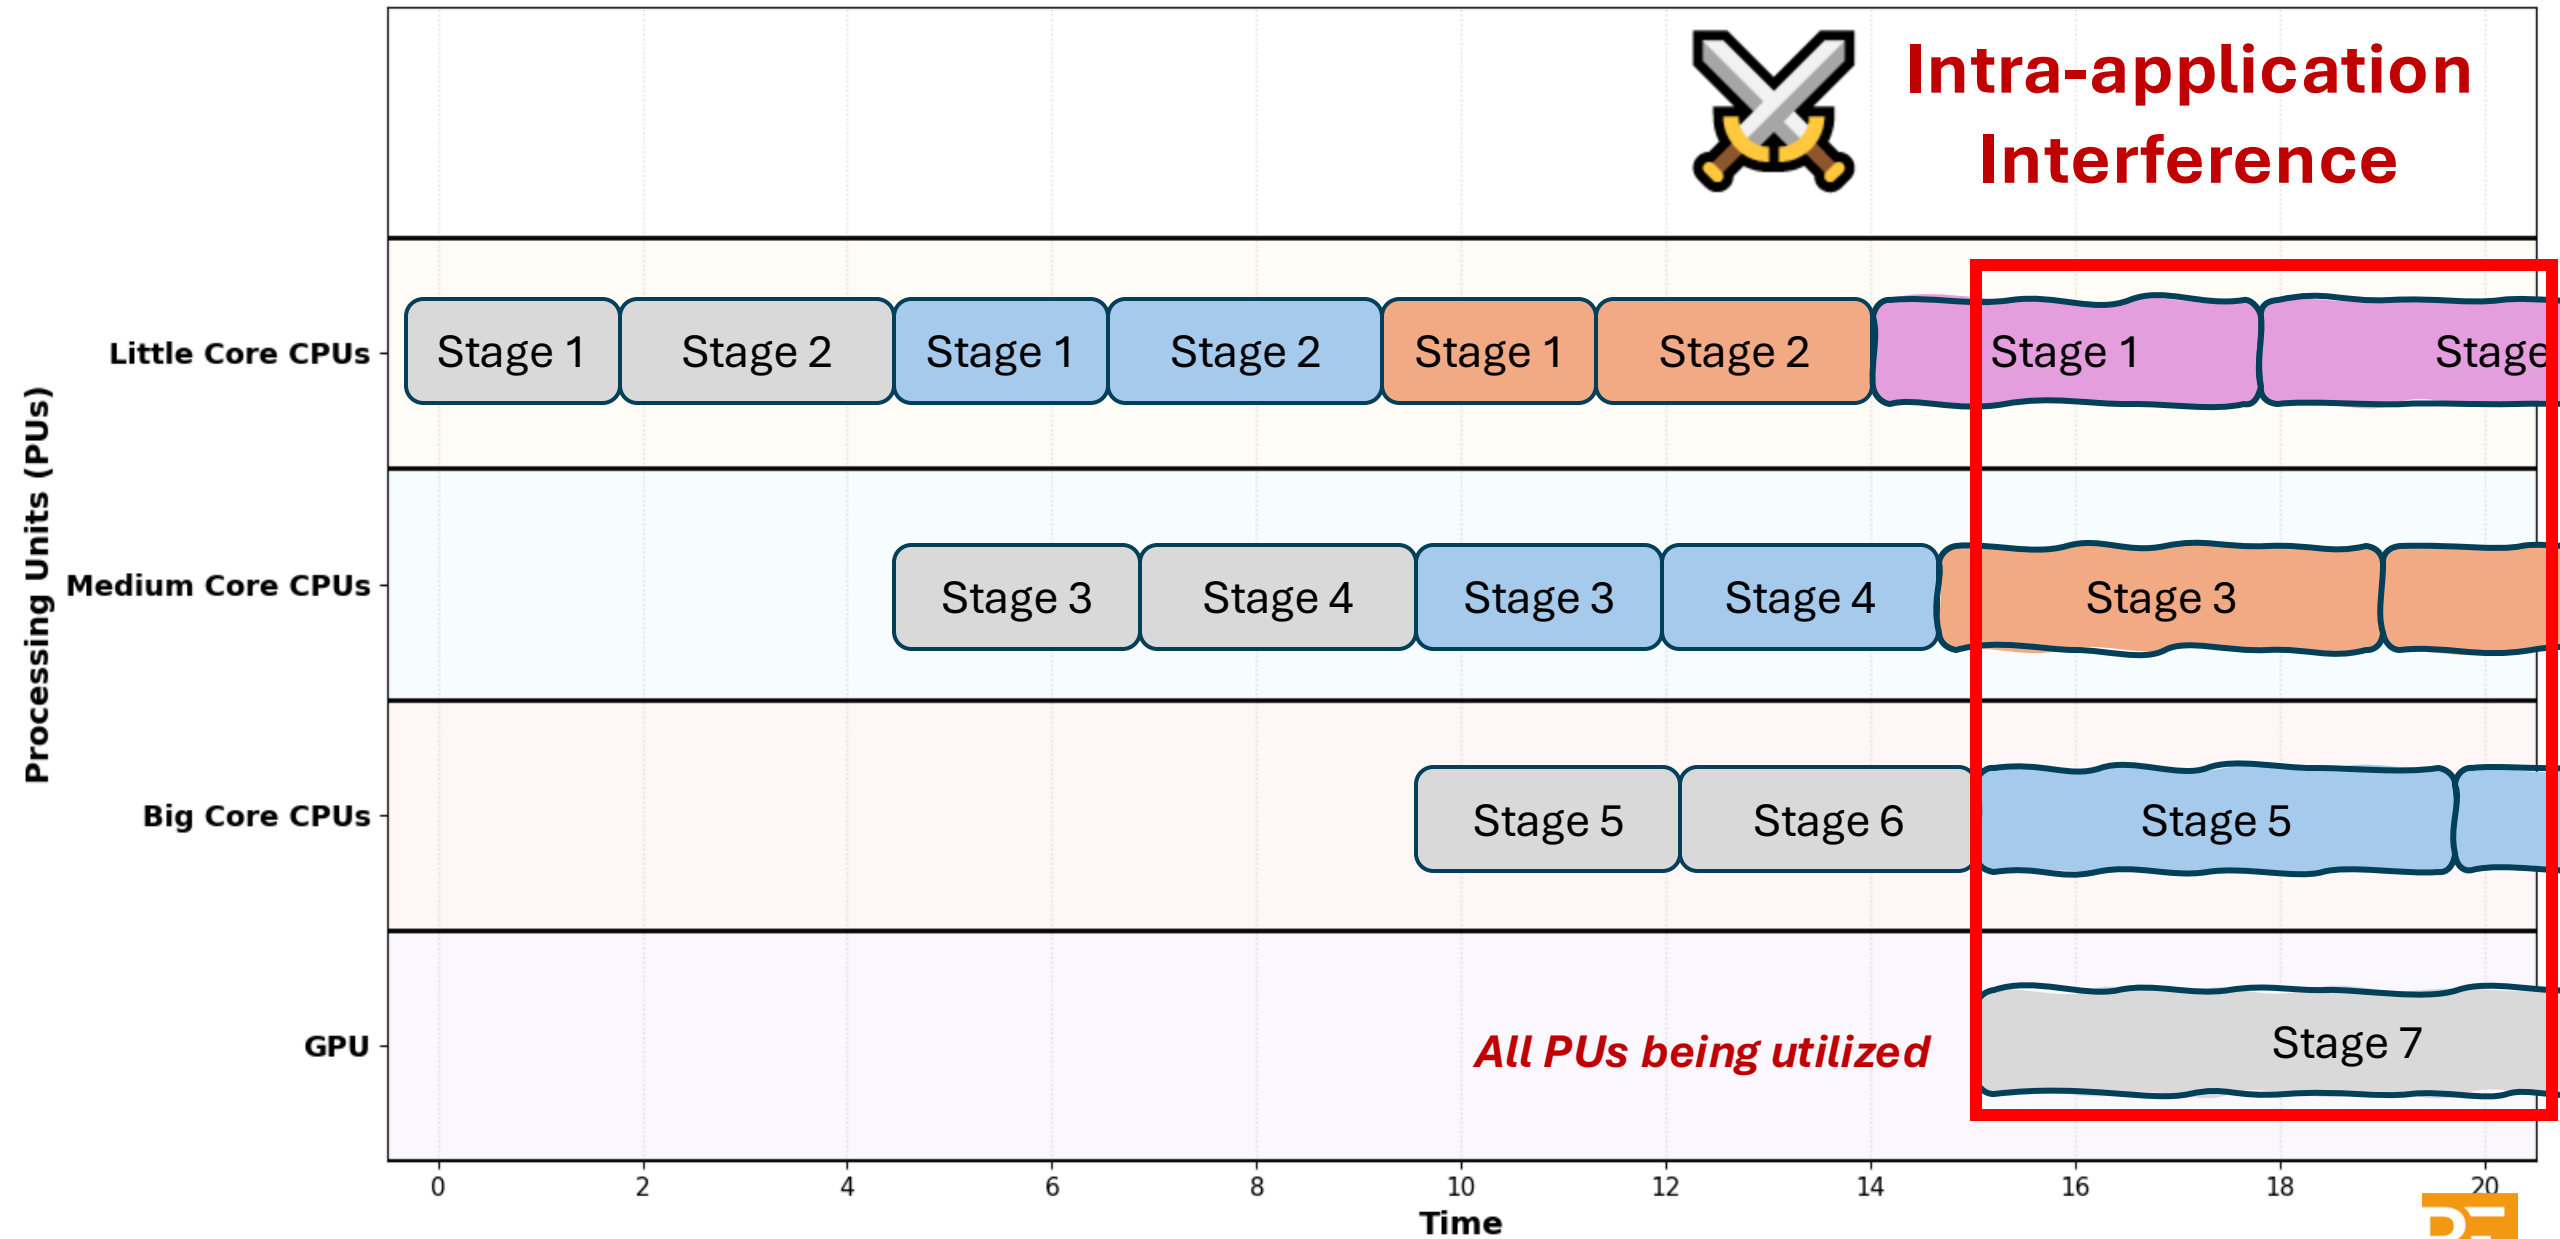 Intra-application
Interference
Processing Units (PUs)
Little Core CPUs
Stage 1
Stage 2
Stage 1
Stage 2
Stage 1
Stage 2
Stage 1
Stage
Medium Core CPUs
Stage 3
Stage 4
Stage 3
Stage 4
Stage 3
Big Core CPUs
Stage 5
Stage 6
Stage 5
GPU
All PUs being utilized
Stage 7
0 2 4 6 8 10 12 14 16 18 20
Time